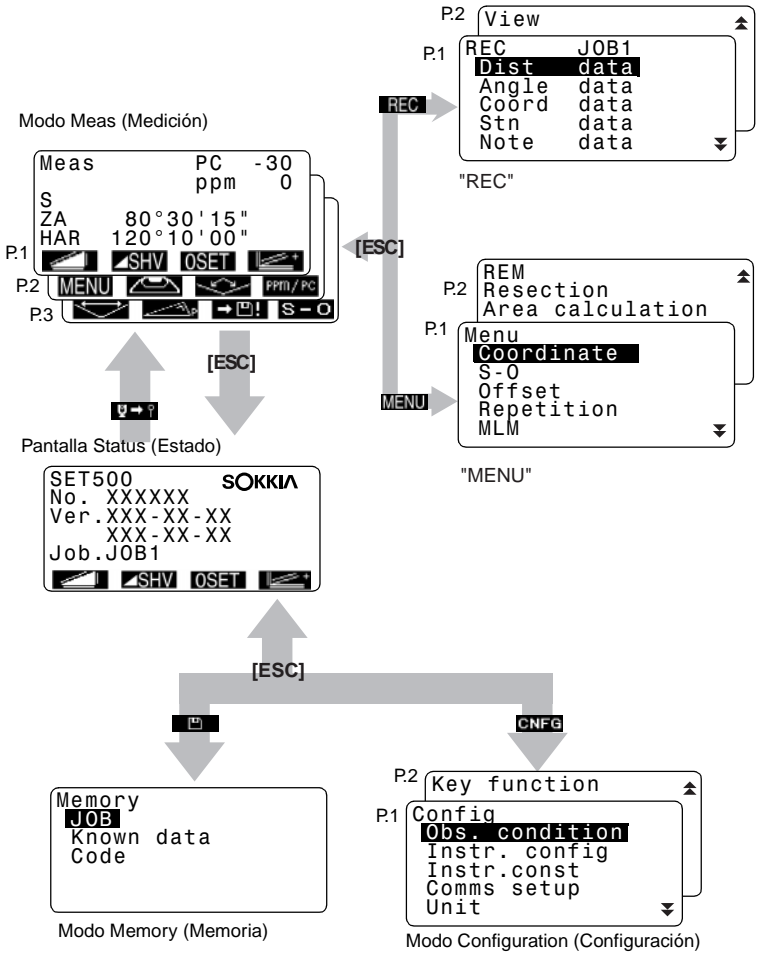 P.2
View
P.1
REC JOB1
Dist data
Angle data
Coord data
Stn data
Note data
"REC"
REC
Modo Meas (Medición)
Meas PC -30
ppm 0
S
ZA 80°30'15"
HAR 120°10'00"
P.1
SHV 0SET
P.2
MENU PPM/PC
P.3
S-O
[ESC]
[ESC]
P.2
REM
Resection
Area calculation
P.1
Menu
Coordinate
S-O
Offset
Repetition
MLM
"MENU"
MENU
Pantalla Status (Estado)
SET500 SOKKIA
No. XXXXXX
Ver.XXX-XX-XX
XXX-XX-XX
Job.JOB1
SHV 0SET
[ESC]
CNFG
Memory
JOB
Known data
Code
Modo Memory (Memoria)
P.2
Key function
P.1
Config
Obs. condition
Instr. config
Instr.const
Comms setup
Unit
Modo Configuration (Configuración)